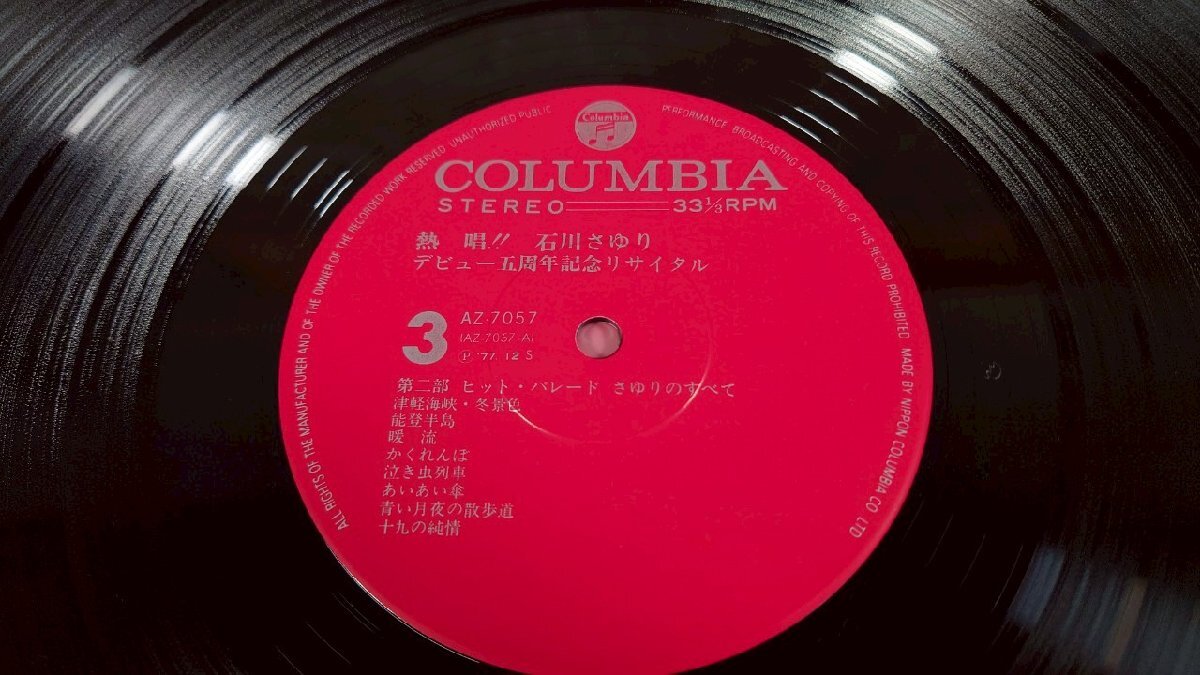 Columbia
ALL RIGHTS OF THE MANUFACTURER AND OF THE OWNER OF THE RECORDED WORK RESERVED UNAUTHORIZED PUBLIC PERFORMANCE BROADCASTING AND COPYING OF THIS RECORD PROHIBITED MADE BY NIPPON COLUMBIA CO LTD
COLUMBIA
STEREO 33⅓RPM
熱 唱!! 石川さゆり
デビュー五周年記念リサイタル
3
AZ-7057
(AZ-7057-A)
Ⓟ '77. 12 S
第二部 ヒット・パレード さゆりのすべて
津軽海峡・冬景色
能登半島
暖 流
かくれんぼ
泣き虫列車
あいあい傘
青い月夜の散歩道
十九の純情